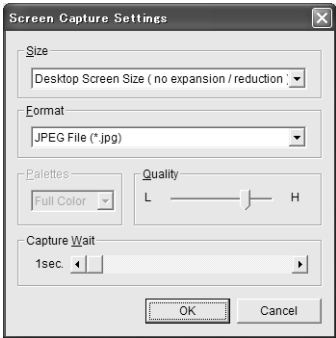 Screen Capture Settings
Size
Desktop Screen Size ( no expansion / reduction )
Format
JPEG File (*.jpg)
Palettes
Quality
Full Color
L
H
Capture Wait
1sec.
OK
Cancel